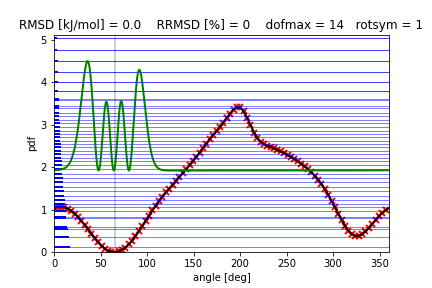 RMSD [kJ/mol] = 0.0 RRMSD [%] = 0 dofmax = 14 rotsym = 1
5
4
3
2
1
0
pdf
0 50 100 150 200 250 300 350
angle [deg]